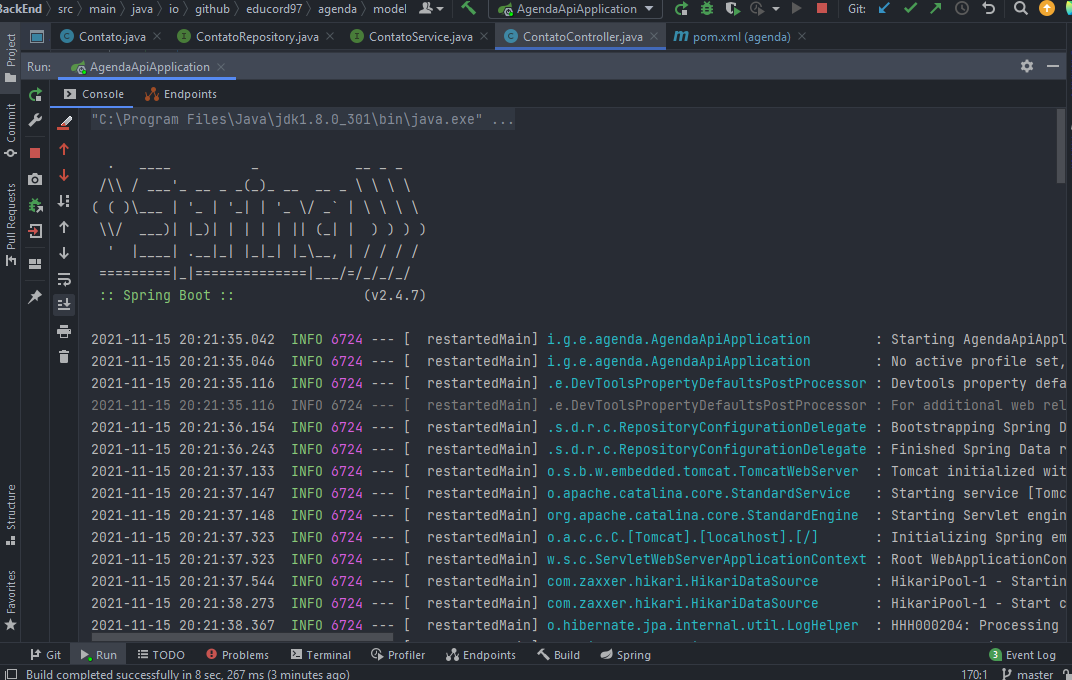 BackEnd src main java io github educord97 agenda model AgendaApiApplication Git:
Contato.java ContatoRepository.java ContatoService.java ContatoController.java pom.xml (agenda)
Project
Commit
Pull Requests
Structure
Favorites
Run: AgendaApiApplication
Console Endpoints
"C:\Program Files\Java\jdk1.8.0_301\bin\java.exe" ...
  .   ____          _            __ _ _
 /\\ / ___'_ __ _ _(_)_ __  __ _ \ \ \ \
( ( )\___ | '_ | '_| | '_ \/ _` | \ \ \ \
 \\/  ___)| |_)| | | | | || (_| |  ) ) ) )
  '  |____| .__|_| |_|_| |_\__, | / / / /
 =========|_|==============|___/=/_/_/_/
 :: Spring Boot ::                (v2.4.7)
2021-11-15 20:21:35.042  INFO 6724 --- [  restartedMain] i.g.e.agenda.AgendaApiApplication        : Starting AgendaApiAppl
2021-11-15 20:21:35.046  INFO 6724 --- [  restartedMain] i.g.e.agenda.AgendaApiApplication        : No active profile set,
2021-11-15 20:21:35.116  INFO 6724 --- [  restartedMain] .e.DevToolsPropertyDefaultsPostProcessor : Devtools property defa
2021-11-15 20:21:35.116  INFO 6724 --- [  restartedMain] .e.DevToolsPropertyDefaultsPostProcessor : For additional web rel
2021-11-15 20:21:36.154  INFO 6724 --- [  restartedMain] .s.d.r.c.RepositoryConfigurationDelegate : Bootstrapping Spring D
2021-11-15 20:21:36.243  INFO 6724 --- [  restartedMain] .s.d.r.c.RepositoryConfigurationDelegate : Finished Spring Data r
2021-11-15 20:21:37.133  INFO 6724 --- [  restartedMain] o.s.b.w.embedded.tomcat.TomcatWebServer  : Tomcat initialized wit
2021-11-15 20:21:37.147  INFO 6724 --- [  restartedMain] o.apache.catalina.core.StandardService   : Starting service [Tomc
2021-11-15 20:21:37.148  INFO 6724 --- [  restartedMain] org.apache.catalina.core.StandardEngine  : Starting Servlet engin
2021-11-15 20:21:37.323  INFO 6724 --- [  restartedMain] o.a.c.c.C.[Tomcat].[localhost].[/]       : Initializing Spring em
2021-11-15 20:21:37.323  INFO 6724 --- [  restartedMain] w.s.c.ServletWebServerApplicationContext : Root WebApplicationCon
2021-11-15 20:21:37.544  INFO 6724 --- [  restartedMain] com.zaxxer.hikari.HikariDataSource       : HikariPool-1 - Startin
2021-11-15 20:21:38.273  INFO 6724 --- [  restartedMain] com.zaxxer.hikari.HikariDataSource       : HikariPool-1 - Start c
2021-11-15 20:21:38.367  INFO 6724 --- [  restartedMain] o.hibernate.jpa.internal.util.LogHelper  : HHH000204: Processing
Git Run TODO Problems Terminal Profiler Endpoints Build Spring 3 Event Log
Build completed successfully in 8 sec, 267 ms (3 minutes ago) 170:1 master